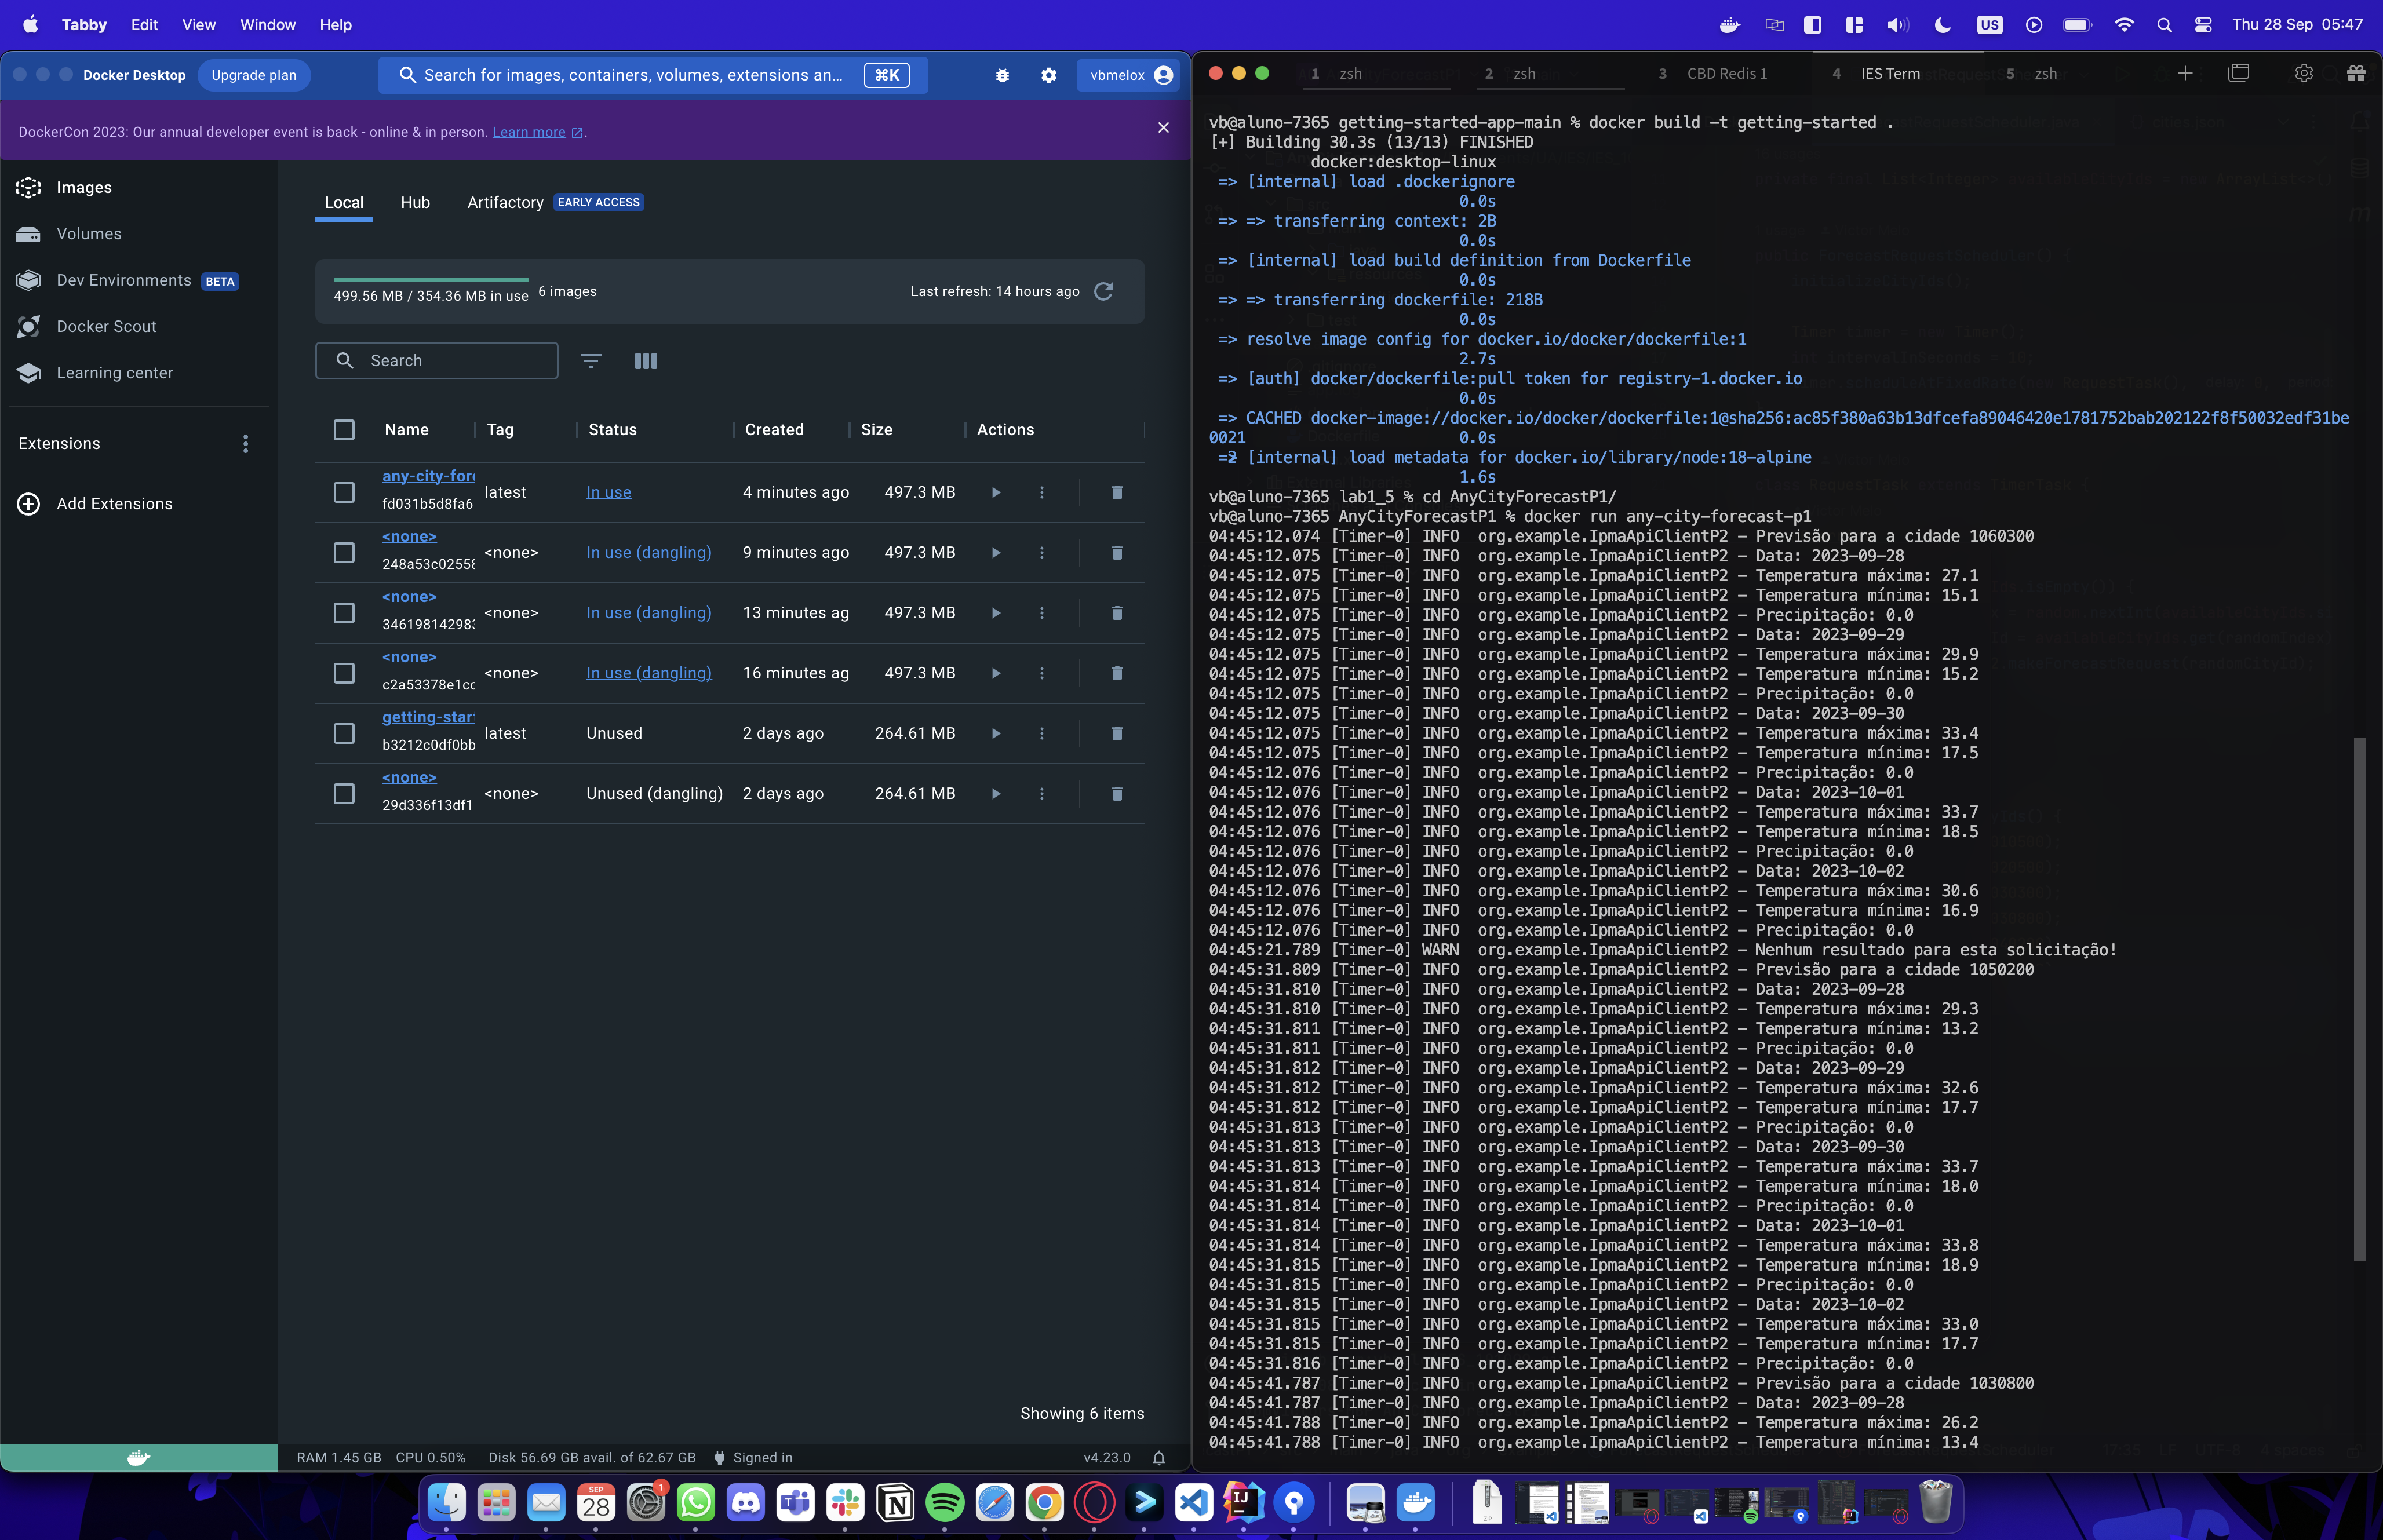 Tabby Edit View Window Help
US
Thu 28 Sep 05:47
Docker Desktop
Upgrade plan
Search for images, containers, volumes, extensions an...
⌘K
vbmelox
DockerCon 2023: Our annual developer event is back - online & in person. Learn more .
Images
Volumes
Dev Environments BETA
Docker Scout
Learning center
Extensions
Add Extensions
Local Hub Artifactory EARLY ACCESS
499.56 MB / 354.36 MB in use 6 images
Last refresh: 14 hours ago
Search
Name Tag Status Created Size Actions
any-city-for
fd031b5d8fa6 latest In use 4 minutes ago 497.3 MB
<none>
248a53c02558 <none> In use (dangling) 9 minutes ago 497.3 MB
<none>
346198142983 <none> In use (dangling) 13 minutes ag 497.3 MB
<none>
c2a53378e1cc <none> In use (dangling) 16 minutes ag 497.3 MB
getting-star
b3212c0df0bb latest Unused 2 days ago 264.61 MB
<none>
29d336f13df1 <none> Unused (dangling) 2 days ago 264.61 MB
Showing 6 items
RAM 1.45 GB CPU 0.50% Disk 56.69 GB avail. of 62.67 GB Signed in
v4.23.0
1 zsh 2 zsh 3 CBD Redis 1 4 IES Term 5 zsh
vb@aluno-7365 getting-started-app-main % docker build -t getting-started .
[+] Building 30.3s (13/13) FINISHED
docker:desktop-linux
=> [internal] load .dockerignore
0.0s
=> => transferring context: 2B
0.0s
=> [internal] load build definition from Dockerfile
0.0s
=> => transferring dockerfile: 218B
0.0s
=> resolve image config for docker.io/docker/dockerfile:1
2.7s
=> [auth] docker/dockerfile:pull token for registry-1.docker.io
0.0s
=> CACHED docker-image://docker.io/docker/dockerfile:1@sha256:ac85f380a63b13dfcefa89046420e1781752bab202122f8f50032edf31be
0021 0.0s
=> [internal] load metadata for docker.io/library/node:18-alpine
1.6s
vb@aluno-7365 lab1_5 % cd AnyCityForecastP1/
vb@aluno-7365 AnyCityForecastP1 % docker run any-city-forecast-p1
04:45:12.074 [Timer-0] INFO org.example.IpmaApiClientP2 - Previsão para a cidade 1060300
04:45:12.075 [Timer-0] INFO org.example.IpmaApiClientP2 - Data: 2023-09-28
04:45:12.075 [Timer-0] INFO org.example.IpmaApiClientP2 - Temperatura máxima: 27.1
04:45:12.075 [Timer-0] INFO org.example.IpmaApiClientP2 - Temperatura mínima: 15.1
04:45:12.075 [Timer-0] INFO org.example.IpmaApiClientP2 - Precipitação: 0.0
04:45:12.075 [Timer-0] INFO org.example.IpmaApiClientP2 - Data: 2023-09-29
04:45:12.075 [Timer-0] INFO org.example.IpmaApiClientP2 - Temperatura máxima: 29.9
04:45:12.075 [Timer-0] INFO org.example.IpmaApiClientP2 - Temperatura mínima: 15.2
04:45:12.075 [Timer-0] INFO org.example.IpmaApiClientP2 - Precipitação: 0.0
04:45:12.075 [Timer-0] INFO org.example.IpmaApiClientP2 - Data: 2023-09-30
04:45:12.075 [Timer-0] INFO org.example.IpmaApiClientP2 - Temperatura máxima: 33.4
04:45:12.075 [Timer-0] INFO org.example.IpmaApiClientP2 - Temperatura mínima: 17.5
04:45:12.076 [Timer-0] INFO org.example.IpmaApiClientP2 - Precipitação: 0.0
04:45:12.076 [Timer-0] INFO org.example.IpmaApiClientP2 - Data: 2023-10-01
04:45:12.076 [Timer-0] INFO org.example.IpmaApiClientP2 - Temperatura máxima: 33.7
04:45:12.076 [Timer-0] INFO org.example.IpmaApiClientP2 - Temperatura mínima: 18.5
04:45:12.076 [Timer-0] INFO org.example.IpmaApiClientP2 - Precipitação: 0.0
04:45:12.076 [Timer-0] INFO org.example.IpmaApiClientP2 - Data: 2023-10-02
04:45:12.076 [Timer-0] INFO org.example.IpmaApiClientP2 - Temperatura máxima: 30.6
04:45:12.076 [Timer-0] INFO org.example.IpmaApiClientP2 - Temperatura mínima: 16.9
04:45:12.076 [Timer-0] INFO org.example.IpmaApiClientP2 - Precipitação: 0.0
04:45:21.789 [Timer-0] WARN org.example.IpmaApiClientP2 - Nenhum resultado para esta solicitação!
04:45:31.809 [Timer-0] INFO org.example.IpmaApiClientP2 - Previsão para a cidade 1050200
04:45:31.810 [Timer-0] INFO org.example.IpmaApiClientP2 - Data: 2023-09-28
04:45:31.810 [Timer-0] INFO org.example.IpmaApiClientP2 - Temperatura máxima: 29.3
04:45:31.811 [Timer-0] INFO org.example.IpmaApiClientP2 - Temperatura mínima: 13.2
04:45:31.811 [Timer-0] INFO org.example.IpmaApiClientP2 - Precipitação: 0.0
04:45:31.812 [Timer-0] INFO org.example.IpmaApiClientP2 - Data: 2023-09-29
04:45:31.812 [Timer-0] INFO org.example.IpmaApiClientP2 - Temperatura máxima: 32.6
04:45:31.812 [Timer-0] INFO org.example.IpmaApiClientP2 - Temperatura mínima: 17.7
04:45:31.813 [Timer-0] INFO org.example.IpmaApiClientP2 - Precipitação: 0.0
04:45:31.813 [Timer-0] INFO org.example.IpmaApiClientP2 - Data: 2023-09-30
04:45:31.813 [Timer-0] INFO org.example.IpmaApiClientP2 - Temperatura máxima: 33.7
04:45:31.814 [Timer-0] INFO org.example.IpmaApiClientP2 - Temperatura mínima: 18.0
04:45:31.814 [Timer-0] INFO org.example.IpmaApiClientP2 - Precipitação: 0.0
04:45:31.814 [Timer-0] INFO org.example.IpmaApiClientP2 - Data: 2023-10-01
04:45:31.814 [Timer-0] INFO org.example.IpmaApiClientP2 - Temperatura máxima: 33.8
04:45:31.815 [Timer-0] INFO org.example.IpmaApiClientP2 - Temperatura mínima: 18.9
04:45:31.815 [Timer-0] INFO org.example.IpmaApiClientP2 - Precipitação: 0.0
04:45:31.815 [Timer-0] INFO org.example.IpmaApiClientP2 - Data: 2023-10-02
04:45:31.815 [Timer-0] INFO org.example.IpmaApiClientP2 - Temperatura máxima: 33.0
04:45:31.815 [Timer-0] INFO org.example.IpmaApiClientP2 - Temperatura mínima: 17.7
04:45:31.816 [Timer-0] INFO org.example.IpmaApiClientP2 - Precipitação: 0.0
04:45:41.787 [Timer-0] INFO org.example.IpmaApiClientP2 - Previsão para a cidade 1030800
04:45:41.787 [Timer-0] INFO org.example.IpmaApiClientP2 - Data: 2023-09-28
04:45:41.788 [Timer-0] INFO org.example.IpmaApiClientP2 - Temperatura máxima: 26.2
04:45:41.788 [Timer-0] INFO org.example.IpmaApiClientP2 - Temperatura mínima: 13.4
SEP
28
1